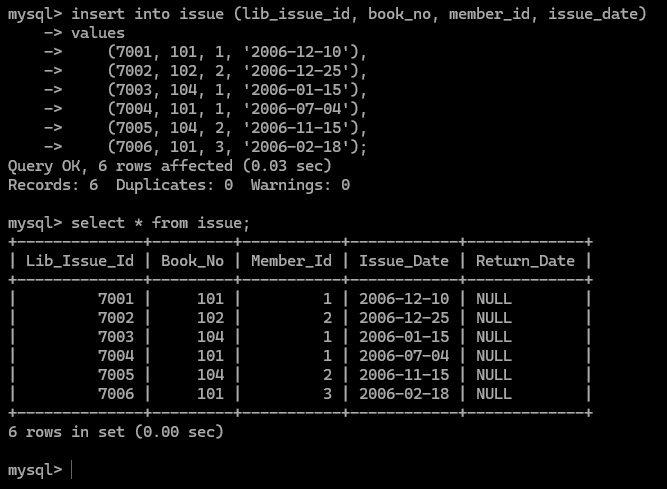 mysql> insert into issue (lib_issue_id, book_no, member_id, issue_date)
    -> values
    ->     (7001, 101, 1, '2006-12-10'),
    ->     (7002, 102, 2, '2006-12-25'),
    ->     (7003, 104, 1, '2006-01-15'),
    ->     (7004, 101, 1, '2006-07-04'),
    ->     (7005, 104, 2, '2006-11-15'),
    ->     (7006, 101, 3, '2006-02-18');
Query OK, 6 rows affected (0.03 sec)
Records: 6  Duplicates: 0  Warnings: 0

mysql> select * from issue;
+--------------+---------+-----------+------------+-------------+
| Lib_Issue_Id | Book_No | Member_Id | Issue_Date | Return_Date |
+--------------+---------+-----------+------------+-------------+
|         7001 |     101 |         1 | 2006-12-10 | NULL        |
|         7002 |     102 |         2 | 2006-12-25 | NULL        |
|         7003 |     104 |         1 | 2006-01-15 | NULL        |
|         7004 |     101 |         1 | 2006-07-04 | NULL        |
|         7005 |     104 |         2 | 2006-11-15 | NULL        |
|         7006 |     101 |         3 | 2006-02-18 | NULL        |
+--------------+---------+-----------+------------+-------------+
6 rows in set (0.00 sec)

mysql>